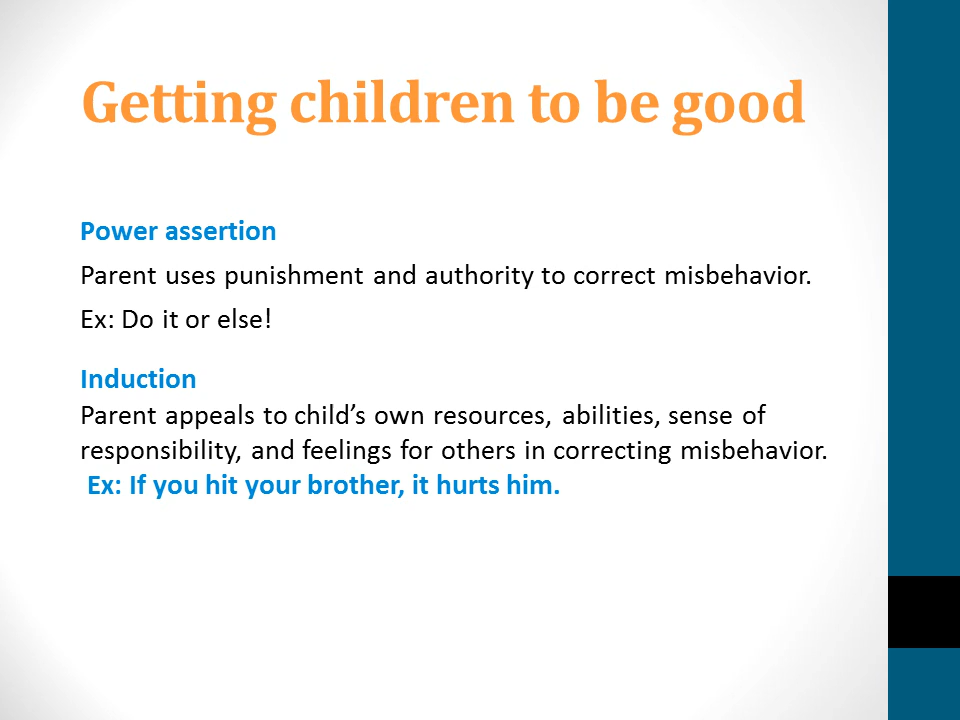 Getting children to be good
Power assertion
Parent uses punishment and authority to correct misbehavior.
Ex: Do it or else!
Induction
Parent appeals to child’s own resources, abilities, sense of
responsibility, and feelings for others in correcting misbehavior.
Ex: If you hit your brother, it hurts him.